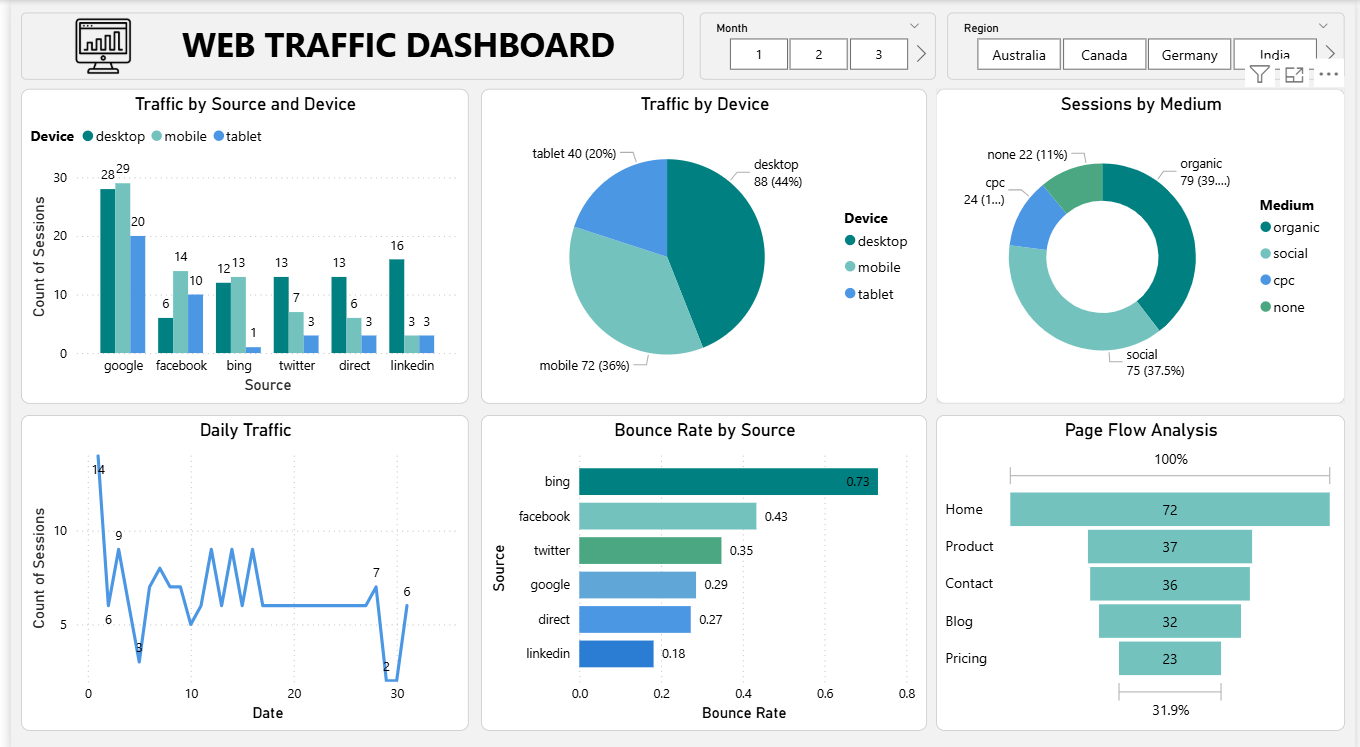 WEB TRAFFIC DASHBOARD
Month
1 2 3
Region
Australia Canada Germany India
Traffic by Source and Device
Device desktop mobile tablet
Count of Sessions
30
20
10
0
28 29 20
6 14 10
12 13 1
13 7 3
13 6 3
16 3 3
google facebook bing twitter direct linkedin
Source
Traffic by Device
tablet 40 (20%)
desktop
88 (44%)
mobile 72 (36%)
Device
desktop
mobile
tablet
Sessions by Medium
none 22 (11%)
organic
79 (39....)
cpc
24 (1...)
social
75 (37.5%)
Medium
organic
social
cpc
none
Daily Traffic
Count of Sessions
10
5
14
6
9
3
7
2
6
0 10 20 30
Date
Bounce Rate by Source
Source
bing 0.73
facebook 0.43
twitter 0.35
google 0.29
direct 0.27
linkedin 0.18
0.0 0.2 0.4 0.6 0.8
Bounce Rate
Page Flow Analysis
100%
Home 72
Product 37
Contact 36
Blog 32
Pricing 23
31.9%